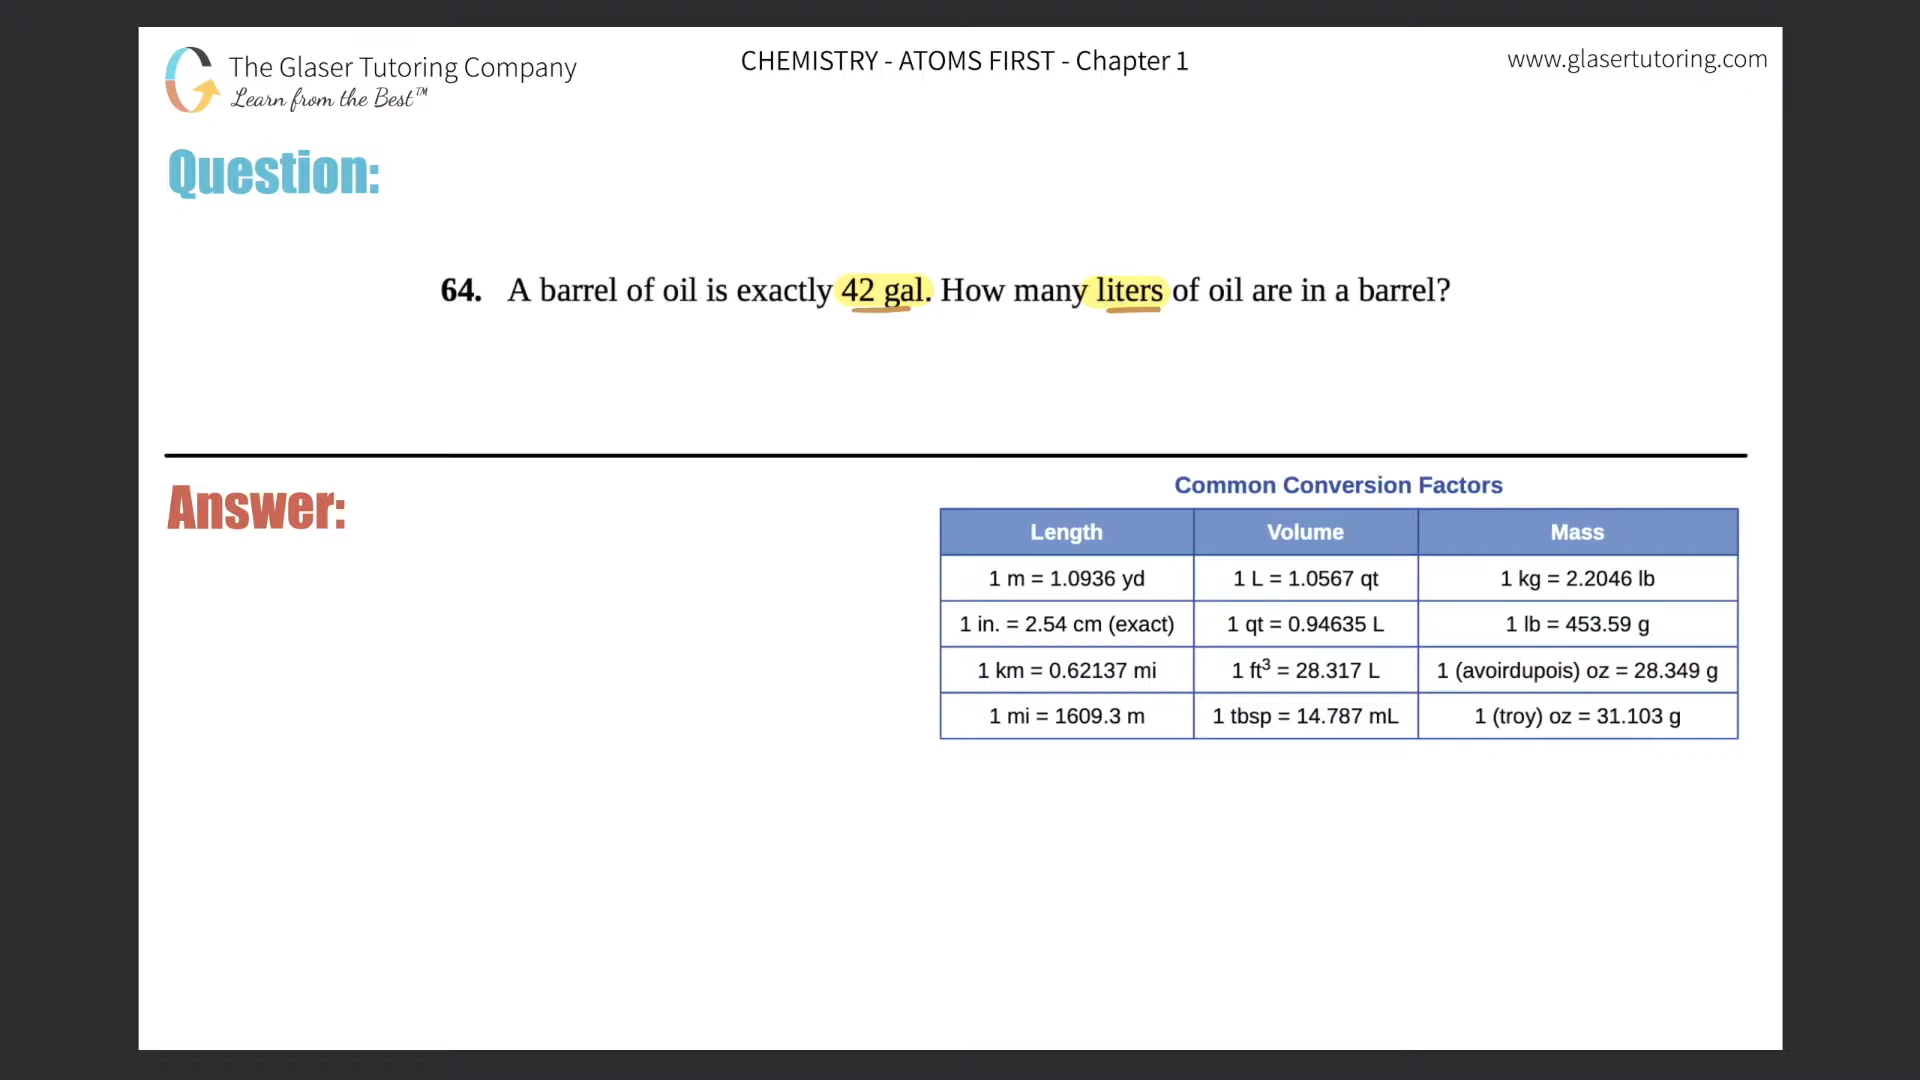 The Glaser Tutoring Company
Learn from the Best™
CHEMISTRY - ATOMS FIRST - Chapter 1
www.glasertutoring.com
Question:
64. A barrel of oil is exactly 42 gal. How many liters of oil are in a barrel?
Answer:
Common Conversion Factors
Length Volume Mass
1 m = 1.0936 yd 1 L = 1.0567 qt 1 kg = 2.2046 lb
1 in. = 2.54 cm (exact) 1 qt = 0.94635 L 1 lb = 453.59 g
1 km = 0.62137 mi 1 ft³ = 28.317 L 1 (avoirdupois) oz = 28.349 g
1 mi = 1609.3 m 1 tbsp = 14.787 mL 1 (troy) oz = 31.103 g